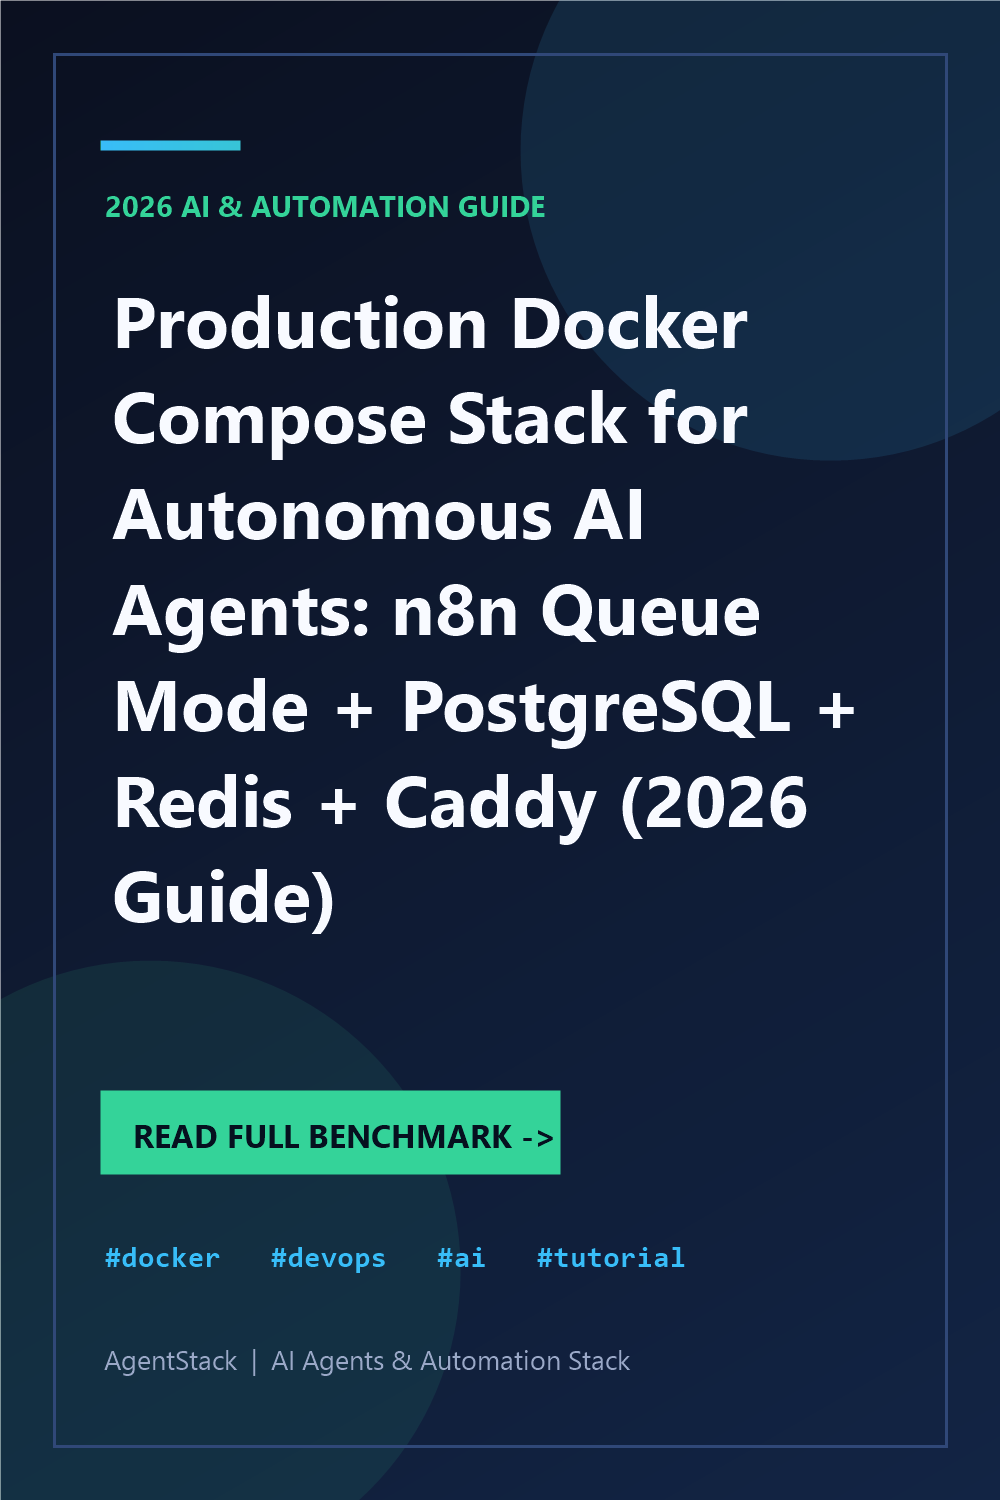 2026 AI & AUTOMATION GUIDE
Production Docker
Compose Stack for
Autonomous AI
Agents: n8n Queue
Mode + PostgreSQL +
Redis + Caddy (2026
Guide)
READ FULL BENCHMARK ->
#docker #devops #ai #tutorial
AgentStack | AI Agents & Automation Stack